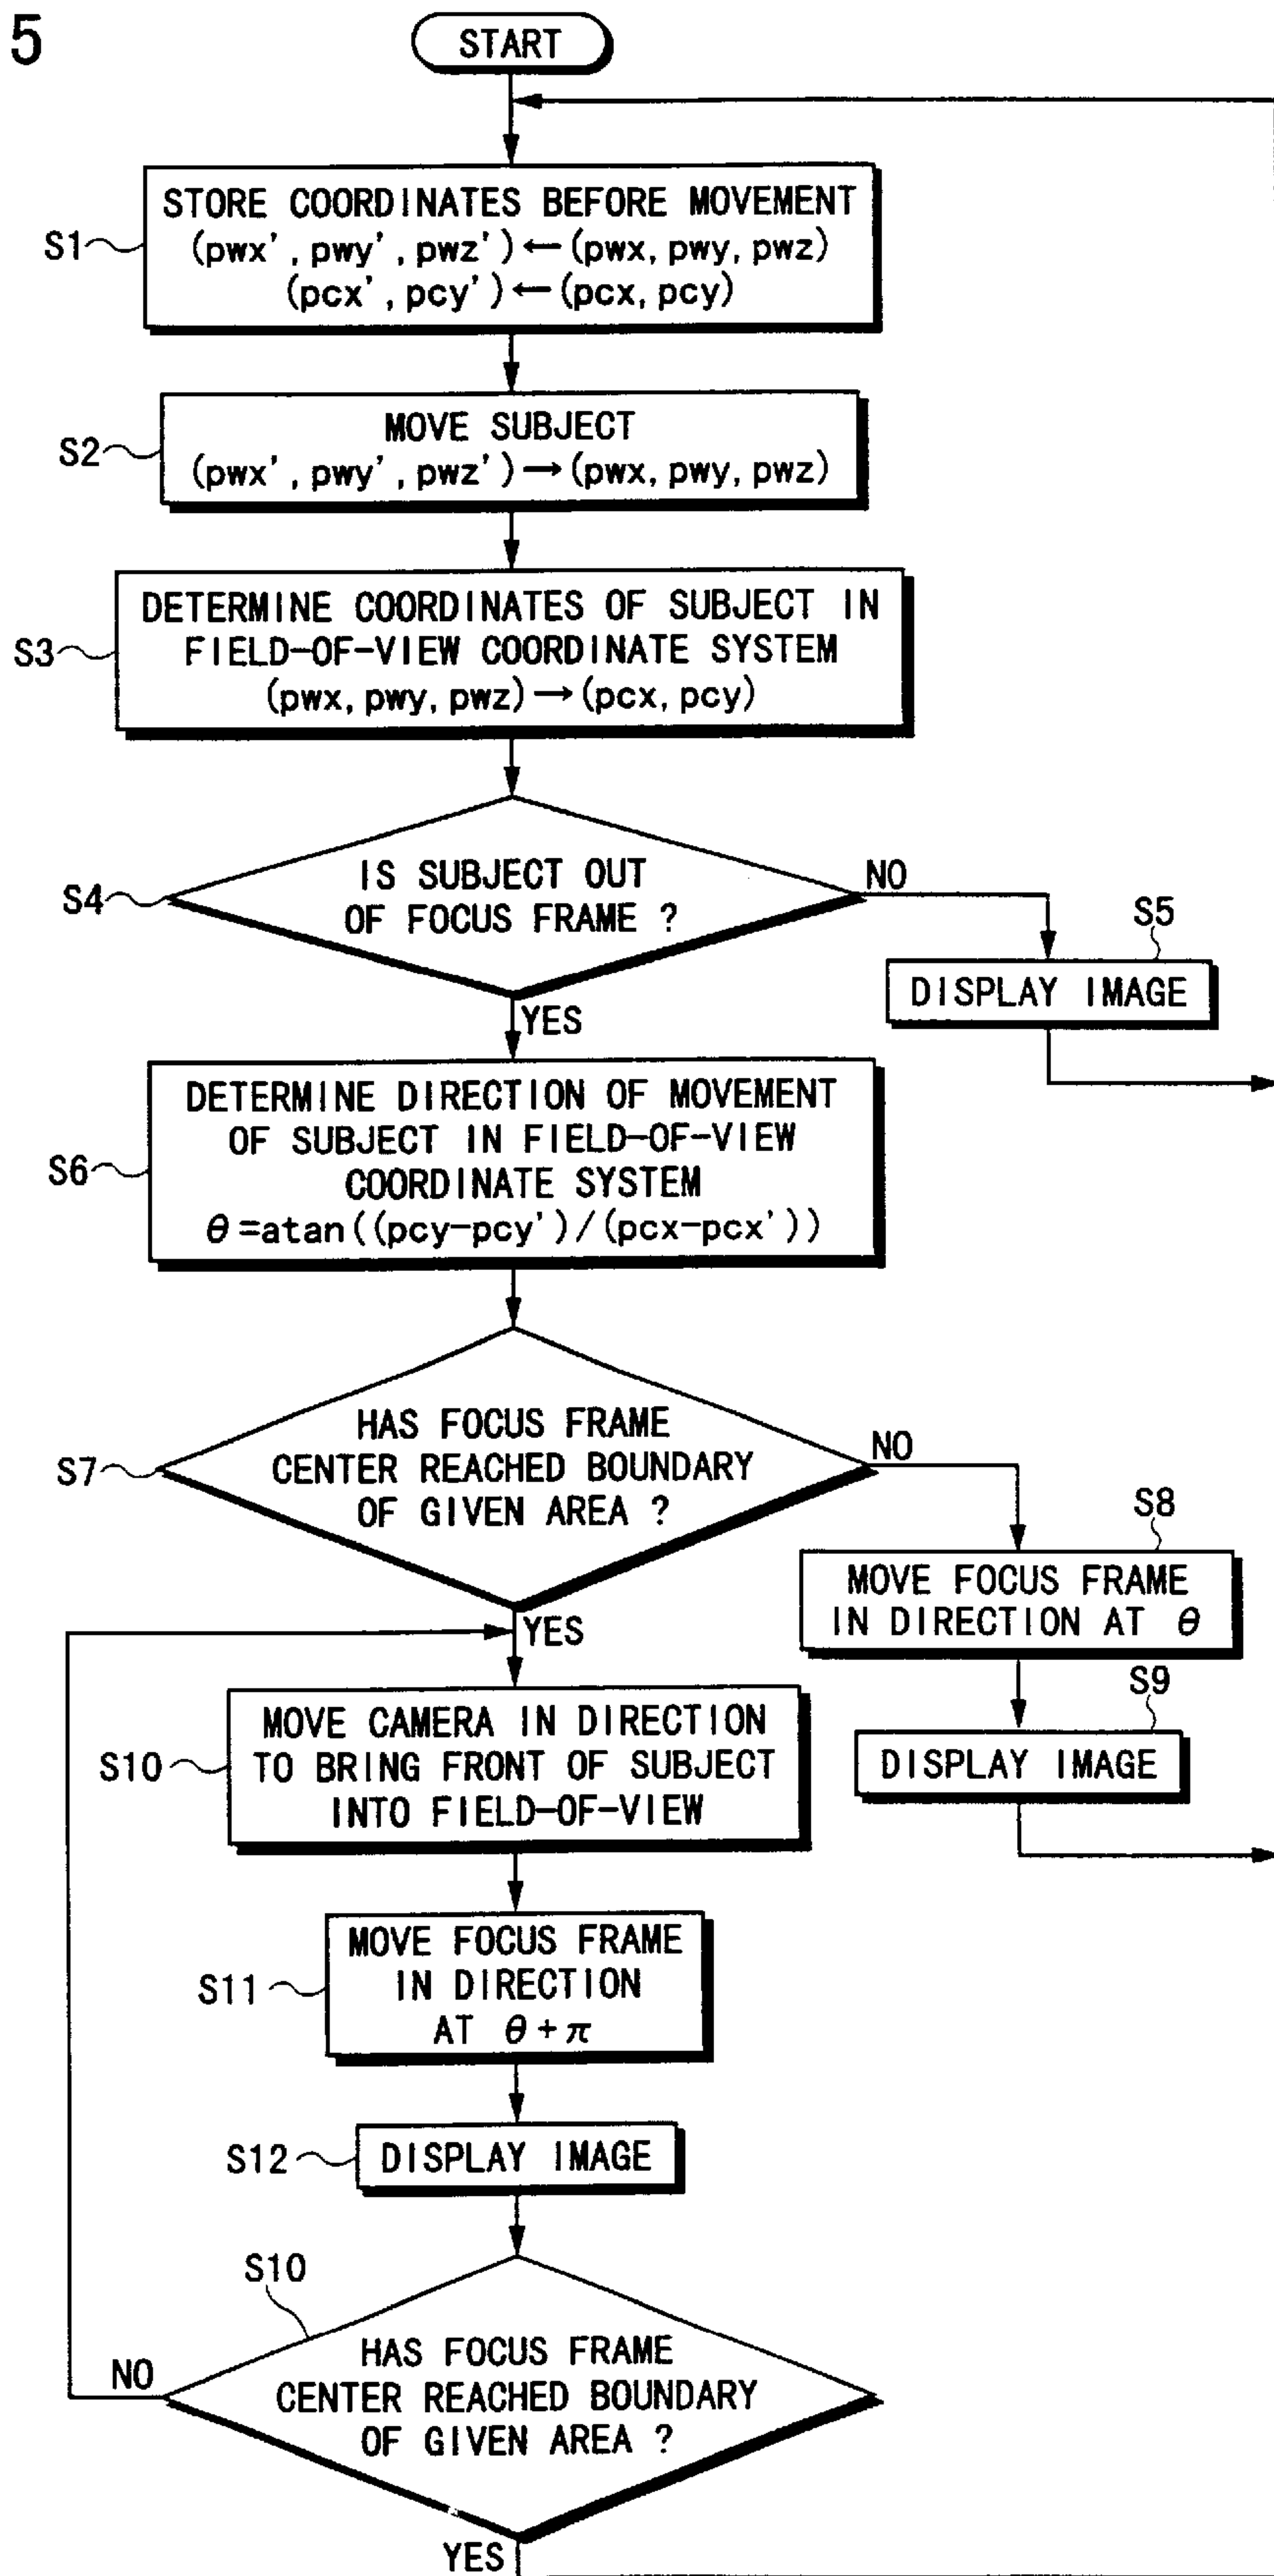 5
START
S1
STORE COORDINATES BEFORE MOVEMENT
(pwx', pwy', pwz') ← (pwx, pwy, pwz)
(pcx', pcy') ← (pcx, pcy)
S2
MOVE SUBJECT
(pwx', pwy', pwz') → (pwx, pwy, pwz)
S3
DETERMINE COORDINATES OF SUBJECT IN
FIELD-OF-VIEW COORDINATE SYSTEM
(pwx, pwy, pwz) → (pcx, pcy)
S4
IS SUBJECT OUT
OF FOCUS FRAME ?
NO
S5
DISPLAY IMAGE
YES
S6
DETERMINE DIRECTION OF MOVEMENT
OF SUBJECT IN FIELD-OF-VIEW
COORDINATE SYSTEM
θ=atan((pcy-pcy')/(pcx-pcx'))
S7
HAS FOCUS FRAME
CENTER REACHED BOUNDARY
OF GIVEN AREA ?
NO
S8
MOVE FOCUS FRAME
IN DIRECTION AT θ
S9
DISPLAY IMAGE
YES
S10
MOVE CAMERA IN DIRECTION
TO BRING FRONT OF SUBJECT
INTO FIELD-OF-VIEW
S11
MOVE FOCUS FRAME
IN DIRECTION
AT θ+π
S12
DISPLAY IMAGE
S10
HAS FOCUS FRAME
CENTER REACHED BOUNDARY
OF GIVEN AREA ?
NO
YES